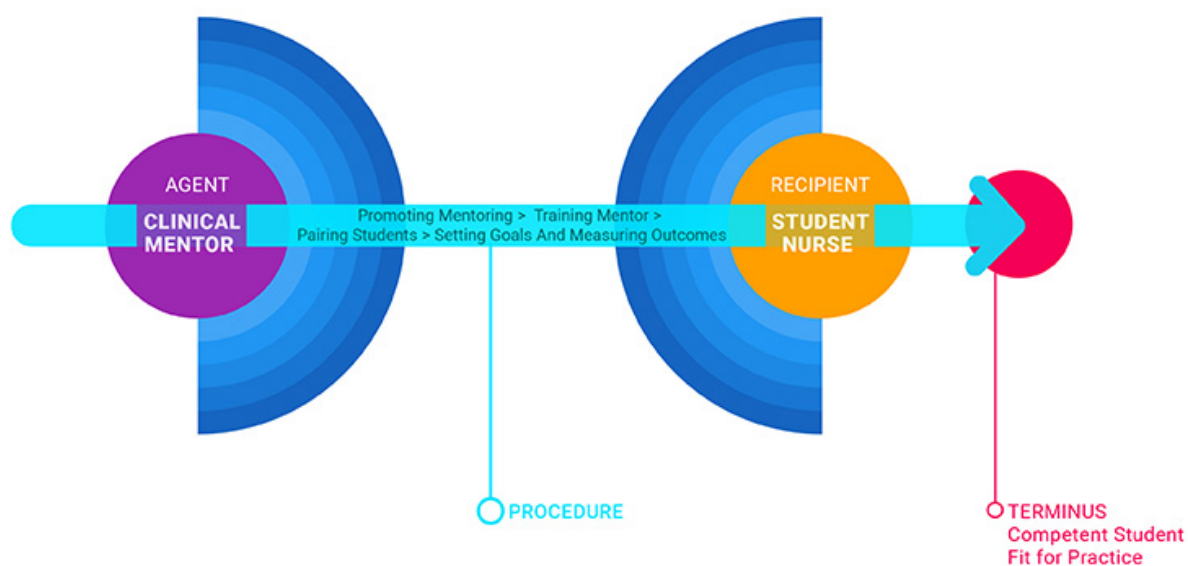 AGENT
CLINICAL
MENTOR
Promoting Mentoring > Training Mentor >
Pairing Students > Setting Goals And Measuring Outcomes
RECIPIENT
STUDENT
NURSE
PROCEDURE
TERMINUS
Competent Student
Fit for Practice